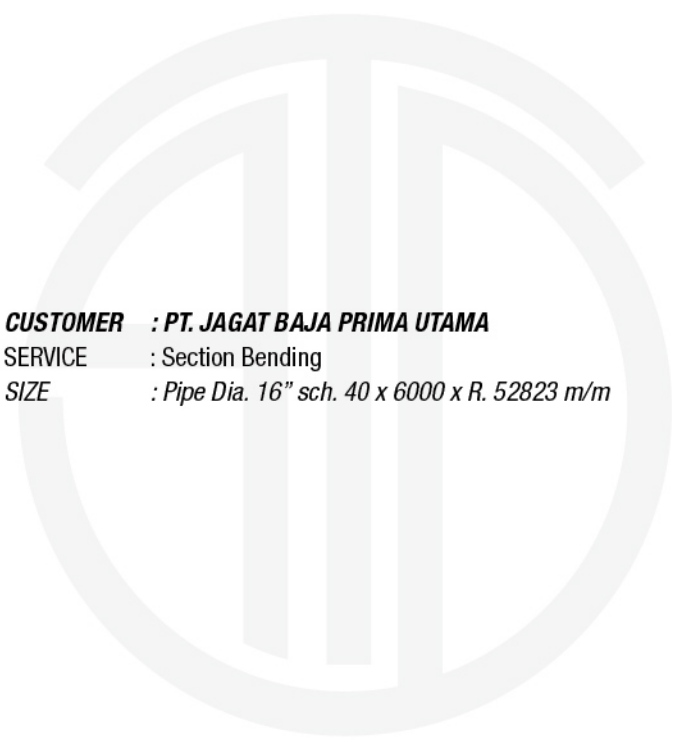 CUSTOMER : PT. JAGAT BAJA PRIMA UTAMA
SERVICE : Section Bending
SIZE : Pipe Dia. 16” sch. 40 x 6000 x R. 52823 m/m